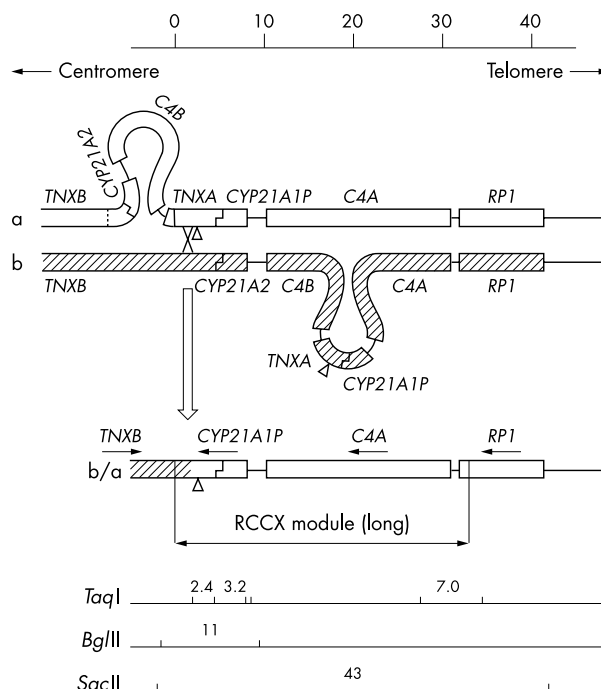 0 10 20 30 40
Centromere Telomere
C4B
CYP21A2
TNXB TNXA CYP21A1P C4A RP1
a
b
TNXB CYP21A2 C4B C4A RP1
TNXA
CYP21A1P
TNXB CYP21A1P C4A RP1
b/a
RCCX module (long)
2.4 3.2 7.0
TaqI
11
BglII
43
SacII